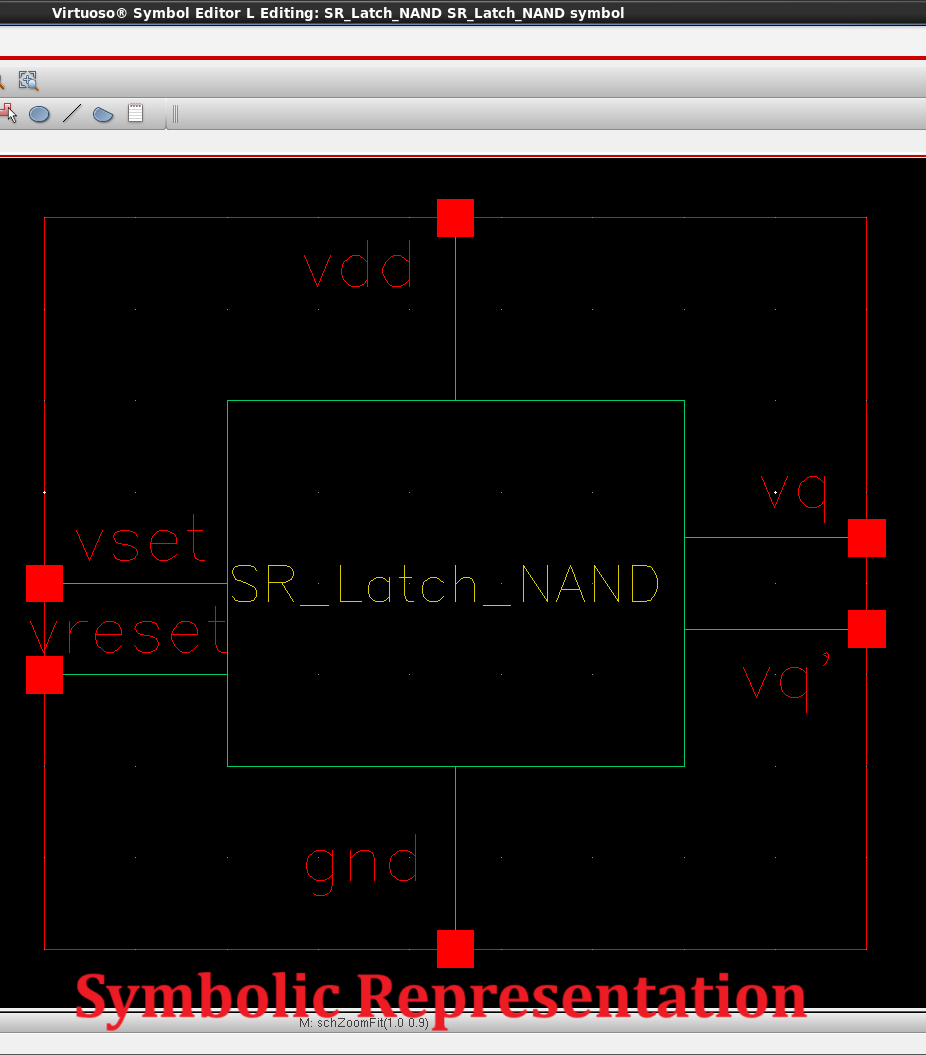 Virtuoso® Symbol Editor L Editing: SR_Latch_NAND SR_Latch_NAND symbol
vdd
vq
vset
SR_Latch_NAND
vreset
vq'
gnd
Symbolic Representation
M: schZoomFit(1.0 0.9)